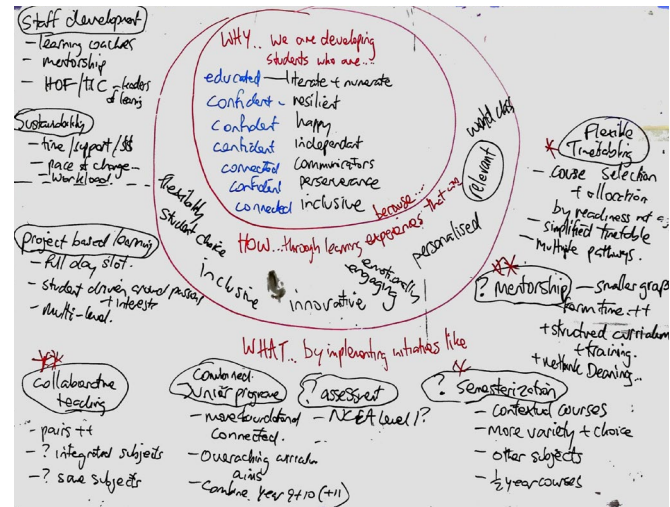 Staff development
- learning coaches
- mentorship
- HOF/TIC - leaders
of learning
Sustainability
- time/support/$$
- pace of change
- workload.
WHY... we are developing
students who are...
educated — literate + numerate
confident - resilient
confident happy
confident independent
connected communicators
confident perseverance
connected inclusive
because...
HOW... through learning experiences that are
flexibility
student choice
inclusive
innovative
emotionally
engaging
personalised
relevant
world class
Flexible
Timetabling
- course selection
+ allocation
by readiness not
- simplified timetable
- Multiple pathways.
project based learning
- full day slot.
- student driven around passion
+ interest
- multi-level.
? mentorship - smaller
form time ++
+ structured curriculum
+ training.
+ rethink Deaning...
WHAT... by implementing initiatives like
collaborative
teaching
- pairs ++
- ? integrated subjects
- ? some subjects
combined
Junior programe
- more foundational
connected.
- Overaching curriculum
aims
- Combine year 9+10 (+11)
? assessment
- NCEA Level 1?
? Semesterization
- contextual courses
- More variety + choice
- other subjects
- 1/2 year courses